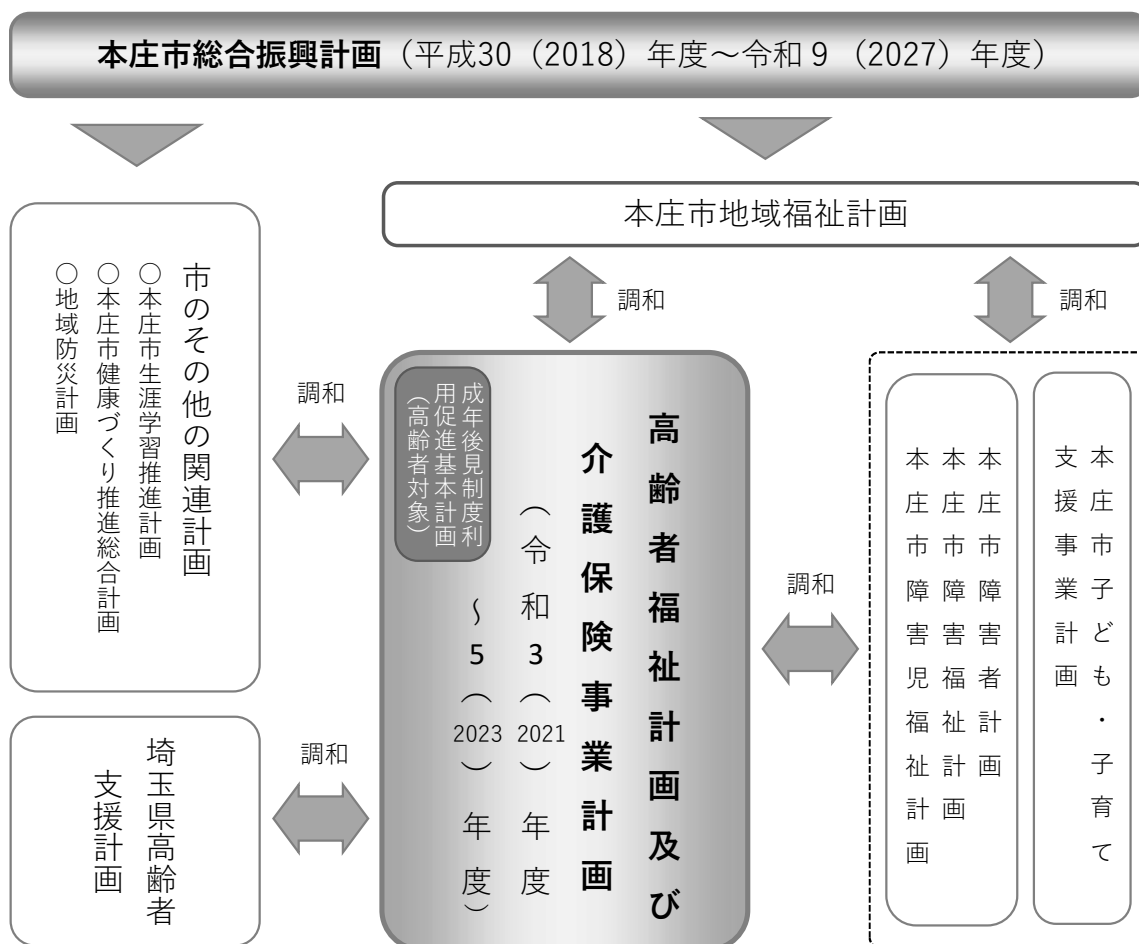 本庄市総合振興計画（平成30（2018）年度～令和９（2027）年度）
本庄市地域福祉計画
調和
調和
市のその他の関連計画
○本庄市生涯学習推進計画
○本庄市健康づくり推進総合計画
○地域防災計画
調和
高齢者福祉計画及び
介護保険事業計画
（令和3（2021）年度
～5（2023）年度）
成年後見制度利
用促進基本計画
（高齢者対象）
調和
本庄市子ども・子育て
支援事業計画
本庄市障害者計画
本庄市障害福祉計画
本庄市障害児福祉計画
調和
埼玉県高齢者
支援計画